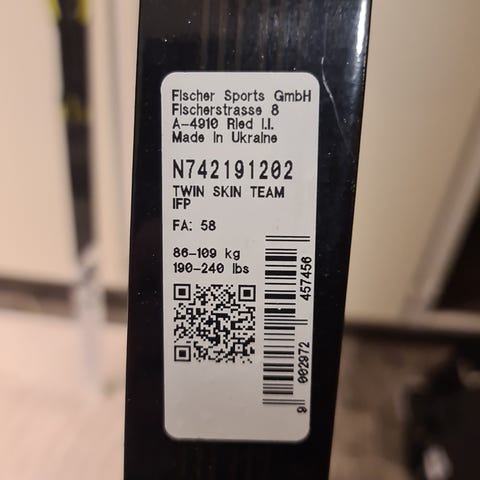 Fischer Sports GmbH
Fischerstrasse 8
A-4910 Ried I.I.
Made in Ukraine
N742191202
TWIN SKIN TEAM
IFP
FA: 58
86-109 kg
190-240 lbs
9 002972 457456